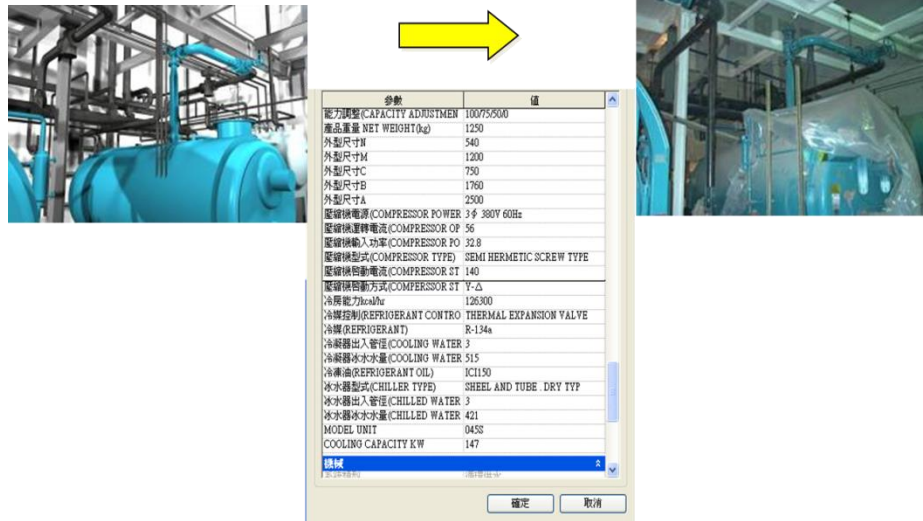 參數 值
能力調整(CAPACITY ADJUSTMEN 100/75/50/0
產品重量 NET WEIGHT(kg) 1250
外型尺寸N 540
外型尺寸M 1200
外型尺寸C 750
外型尺寸B 1760
外型尺寸A 2500
壓縮機電源(COMPRESSOR POWER 3∮ 380V 60Hz
壓縮機運轉電流(COMPRESSOR OP 56
壓縮機輸入功率(COMPRESSOR PO 32.8
壓縮機型式(COMPRESSOR TYPE) SEMI HERMETIC SCREW TYPE
壓縮機啟動電流(COMPRESSOR ST 140
壓縮機啟動方式(COMPERSSOR ST Y-△
冷房能力kcal/hr 126300
冷媒控制(REFRIGERANT CONTRO THERMAL EXPANSION VALVE
冷媒(REFRIGERANT) R-134a
冷凝器出入管徑(COOLING WATER 3
冷凝器冰水水量(COOLING WATER 515
冷凍油(REFRIGERANT OIL) ICI150
冰水器型式(CHILLER TYPE) SHEEL AND TUBE . DRY TYP
冰水器出入管徑(CHILLED WATER 3
冰水器冰水水量(CHILLED WATER 421
MODEL UNIT 045S
COOLING CAPACITY KW 147
機械
確定 取消